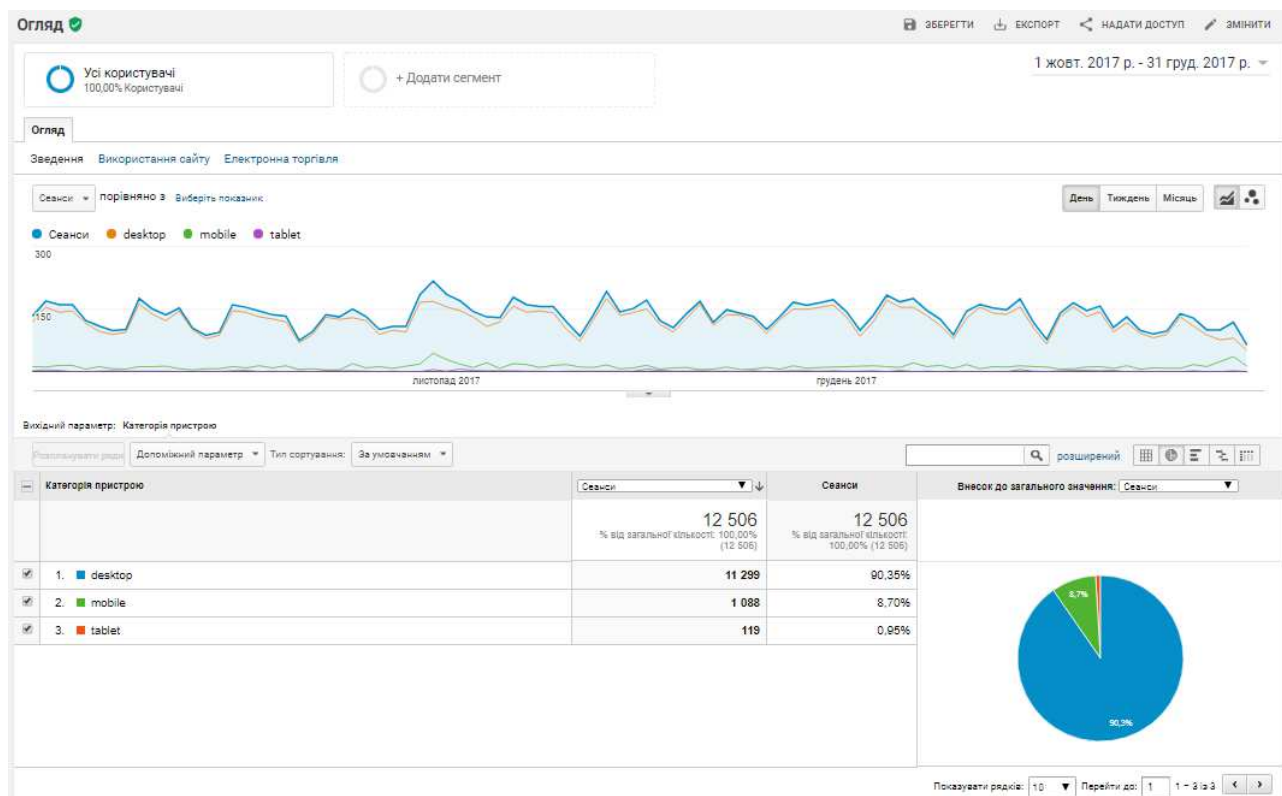 Огляд
ЗБЕРЕГТИ ЕКСПОРТ НАДАТИ ДОСТУП ЗМІНИТИ
Усі користувачі
100,00% Користувачі
+ Додати сегмент
1 жовт. 2017 р. - 31 груд. 2017 р.
Огляд
Зведення Використання сайту Електронна торгівля
Сеанси порівняно з Виберіть показник
День Тиждень Місяць
Сеанси desktop mobile tablet
300
150
листопад 2017 грудень 2017
Вихідний параметр: Категорія пристрою
Розпланувати рядки Допоміжний параметр Тип сортування: За умовчанням розширений
Категорія пристрою Сеанси Сеанси Внесок до загального значення: Сеанси
12 506 12 506
% від загальної кількості: 100,00% (12 506) % від загальної кількості: 100,00% (12 506)
1. desktop 11 299 90,35%
2. mobile 1 088 8,70%
3. tablet 119 0,95%
8,7%
90,3%
Показувати рядків: 10 Перейти до: 1 1 – 3 із 3